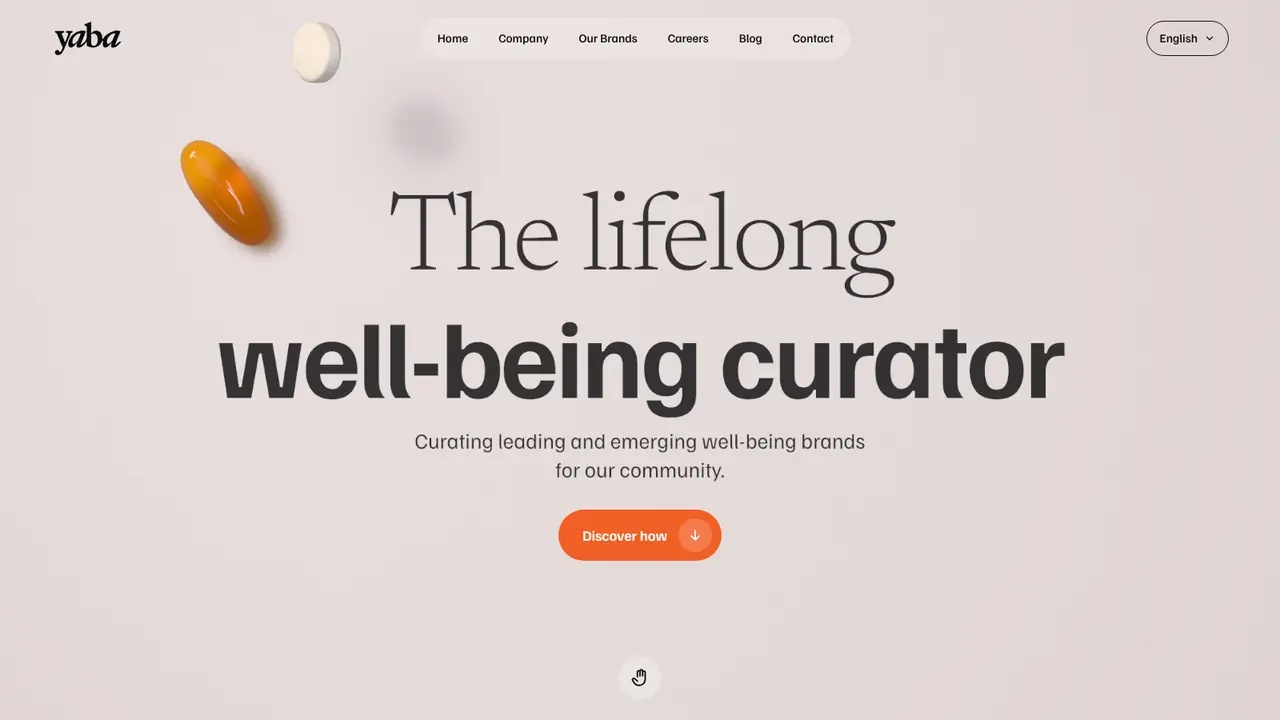 yaba
Home Company Our Brands Careers Blog Contact
English
The lifelong
well-being curator
Curating leading and emerging well-being brands
for our community.
Discover how